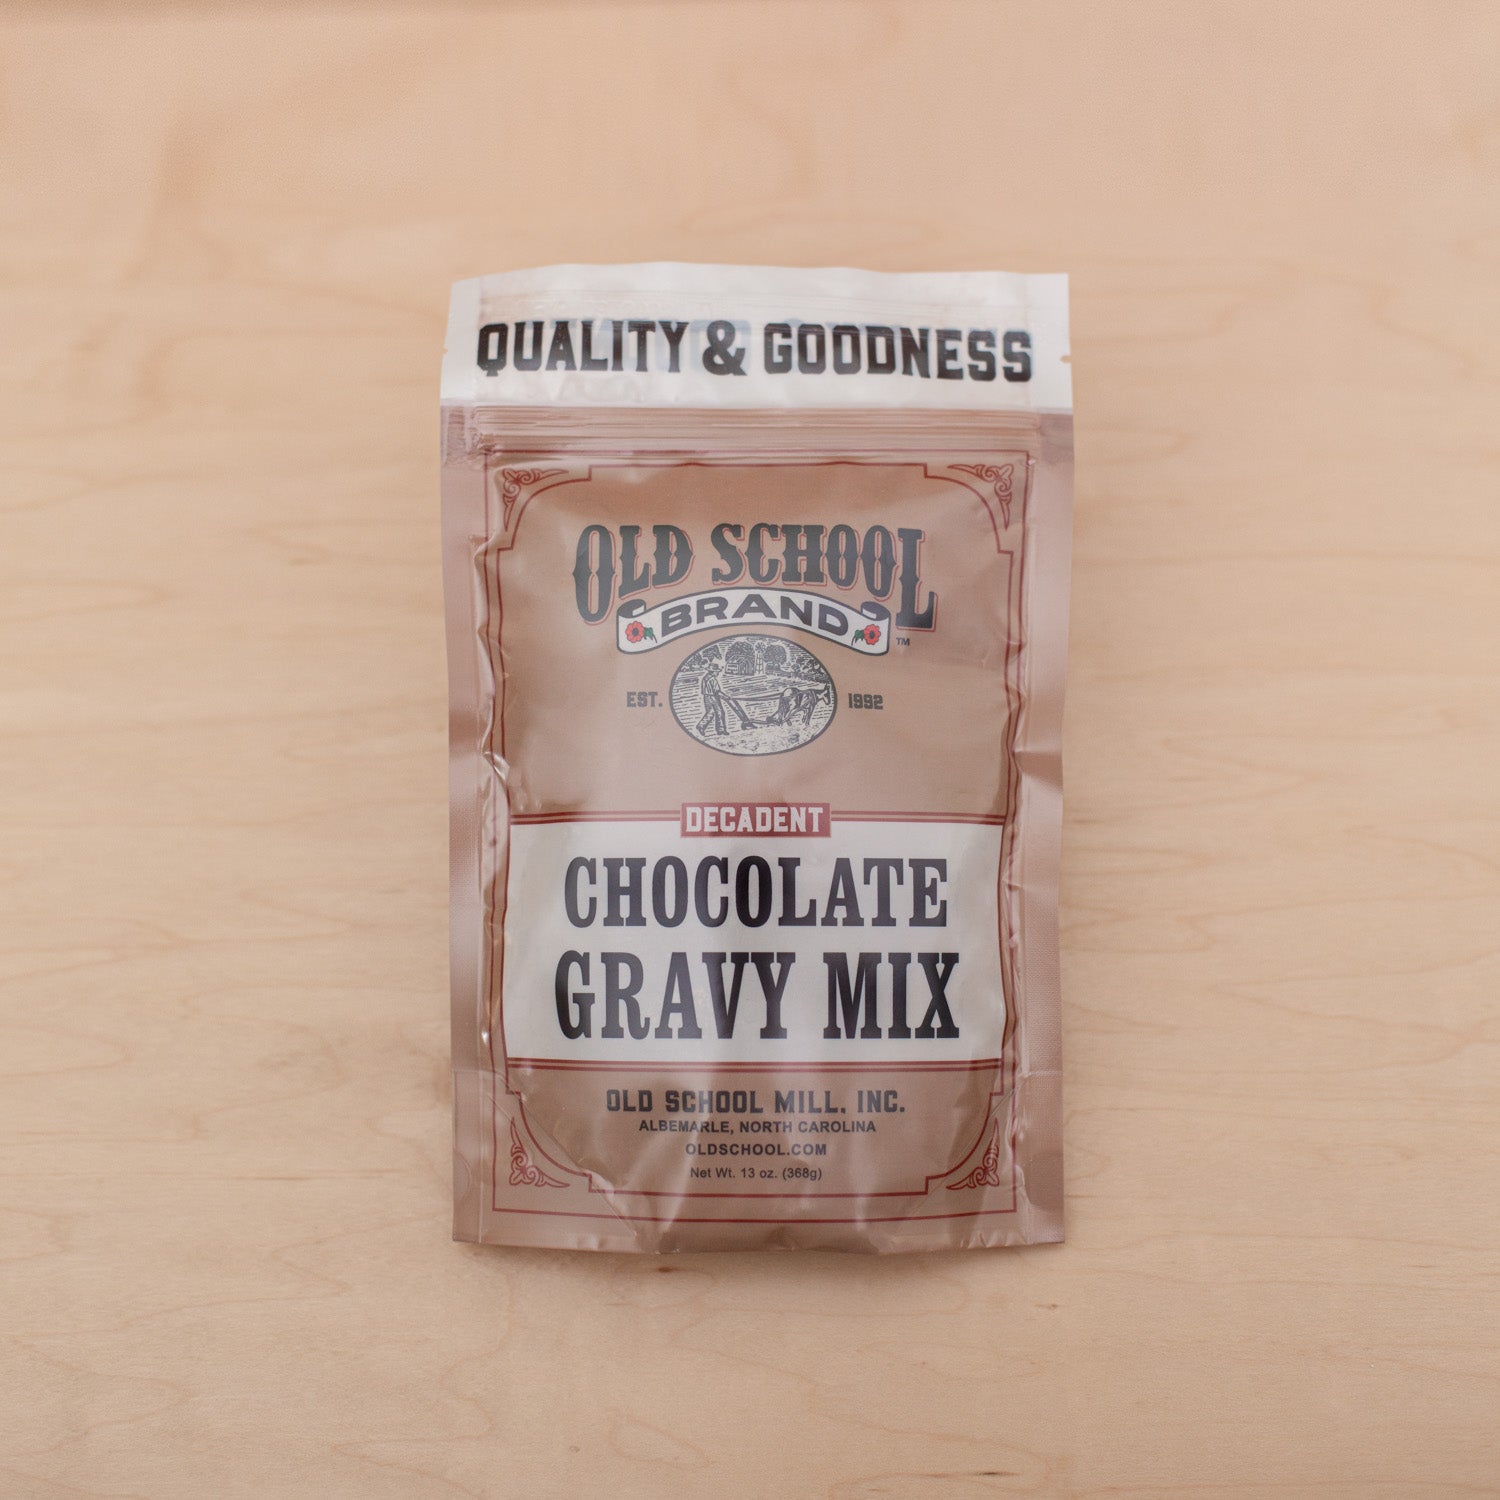 QUALITY & GOODNESS
OLD SCHOOL
BRAND
TM
EST. 1992
DECADENT
CHOCOLATE
GRAVY MIX
OLD SCHOOL MILL, INC.
ALBEMARLE, NORTH CAROLINA
OLDSCHOOL.COM
Net Wt. 13 oz. (368g)